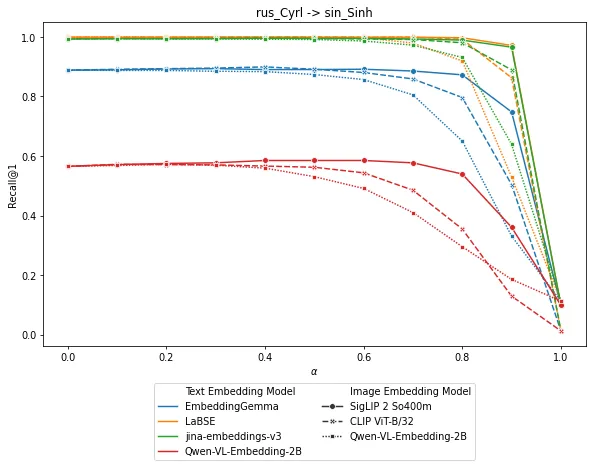 rus_Cyrl -> sin_Sinh
Recall@1
1.0
0.8
0.6
0.4
0.2
0.0
0.0 0.2 0.4 0.6 0.8 1.0
α
Text Embedding Model
EmbeddingGemma
LaBSE
jina-embeddings-v3
Qwen-VL-Embedding-2B
Image Embedding Model
SigLIP 2 So400m
CLIP ViT-B/32
Qwen-VL-Embedding-2B